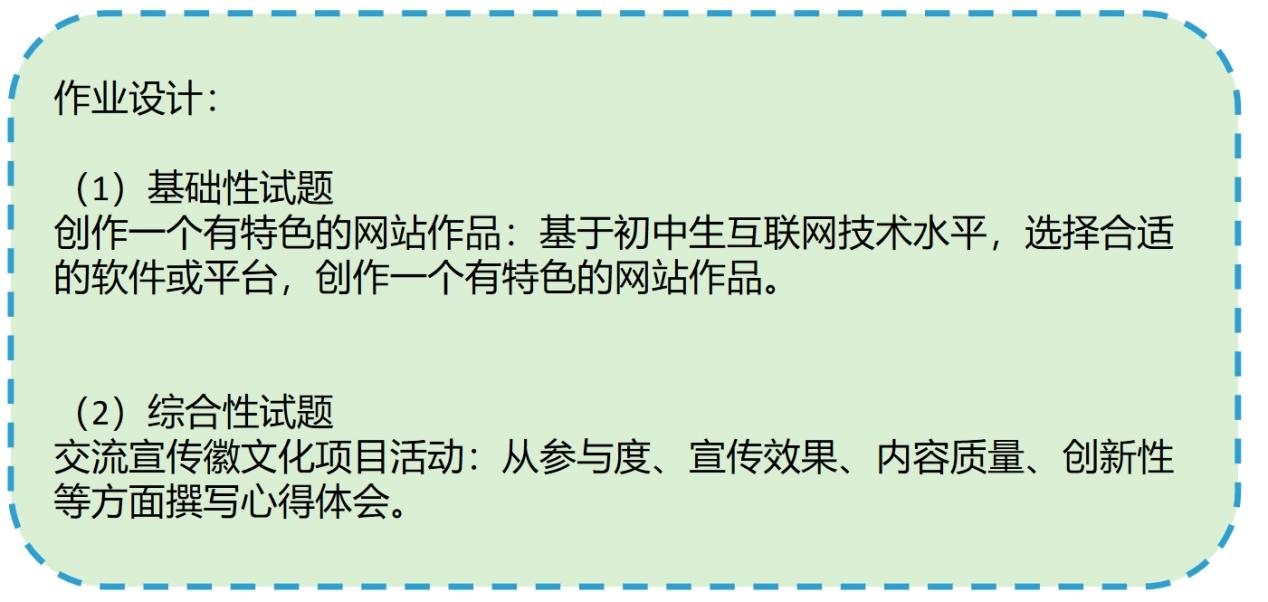 作业设计：
（1）基础性试题
创作一个有特色的网站作品：基于初中生互联网技术水平，选择合适
的软件或平台，创作一个有特色的网站作品。
（2）综合性试题
交流宣传徽文化项目活动：从参与度、宣传效果、内容质量、创新性
等方面撰写心得体会。